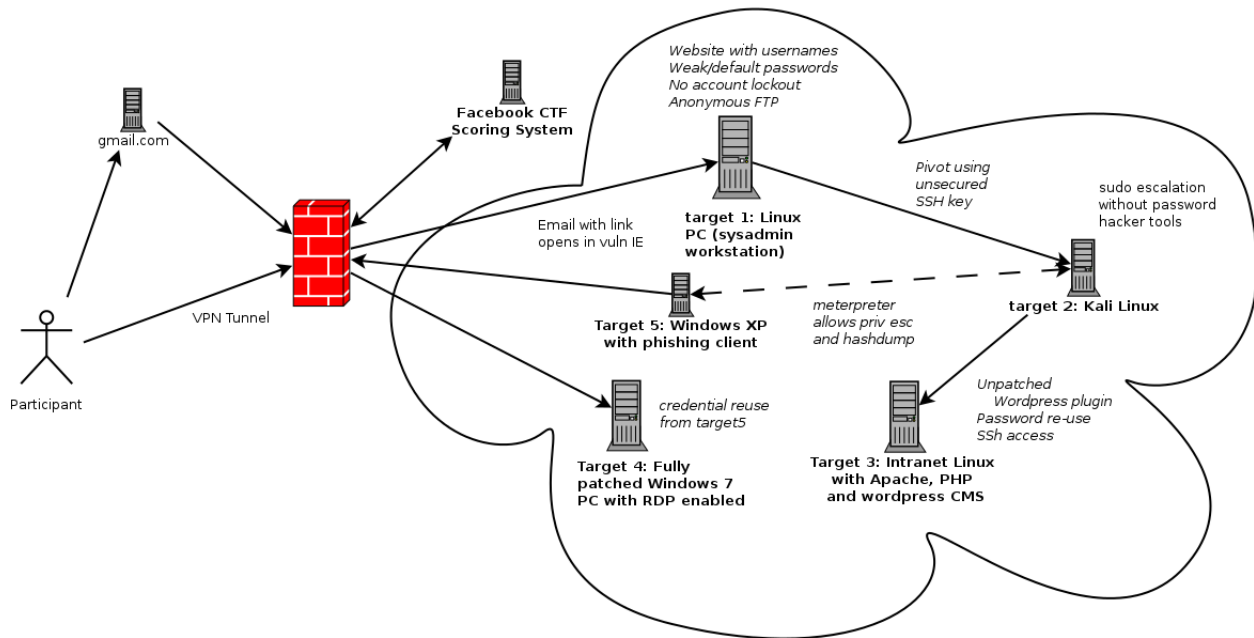 Website with usernames
Weak/default passwords
No account lockout
Anonymous FTP
gmail.com
Facebook CTF
Scoring System
Pivot using
unsecured
SSH key
sudo escalation
without password
hacker tools
Email with link
opens in vuln IE
target 1: Linux
PC (sysadmin
workstation)
VPN Tunnel
Target 5: Windows XP
with phishing client
meterpreter
allows priv esc
and hashdump
target 2: Kali Linux
Participant
credential reuse
from target5
Unpatched
Wordpress plugin
Password re-use
SSh access
Target 4: Fully
patched Windows 7
PC with RDP enabled
Target 3: Intranet Linux
with Apache, PHP
and wordpress CMS